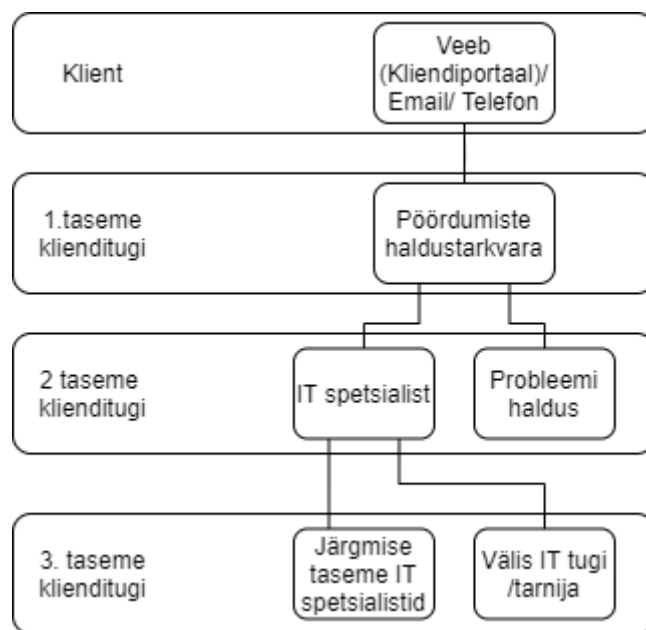 Klient
Veeb
(Kliendiportaal)/
Email/ Telefon
1.taseme
klienditugi
Pöördumiste
haldustarkvara
2 taseme
klienditugi
IT spetsialist
Probleemi
haldus
3. taseme
klienditugi
Järgmise
taseme IT
spetsialistid
Välis IT tugi
/tarnija